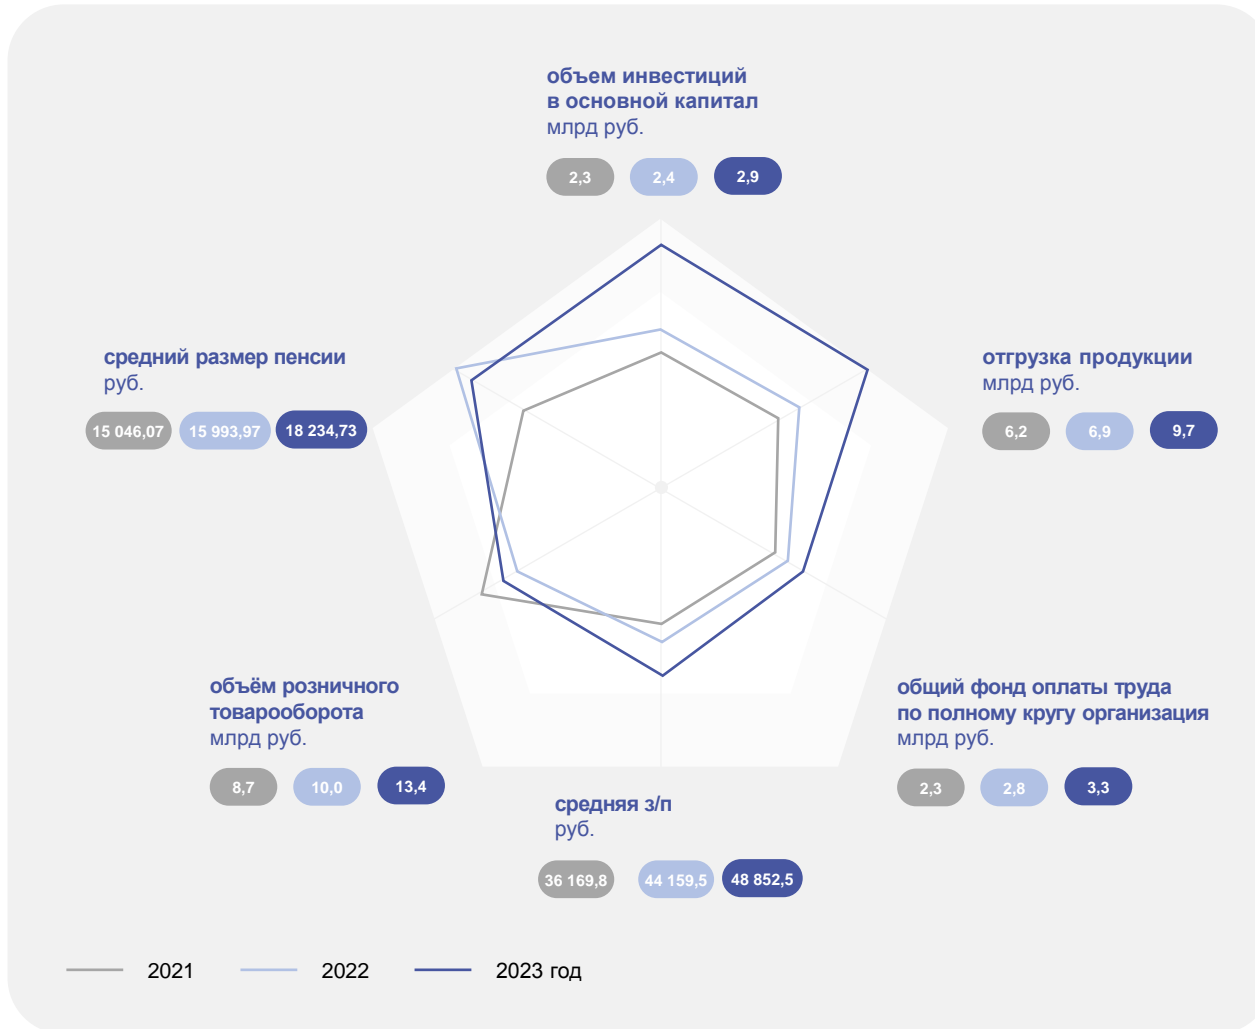 объем инвестиций
в основной капитал
млрд руб.
2,3 2,4 2,9
средний размер пенсии
руб.
15 046,07 15 993,97 18 234,73
отгрузка продукции
млрд руб.
6,2 6,9 9,7
объём розничного
товарооборота
млрд руб.
8,7 10,0 13,4
общий фонд оплаты труда
по полному кругу организация
млрд руб.
2,3 2,8 3,3
средняя з/п
руб.
36 169,8 44 159,5 48 852,5
2021 2022 2023 год